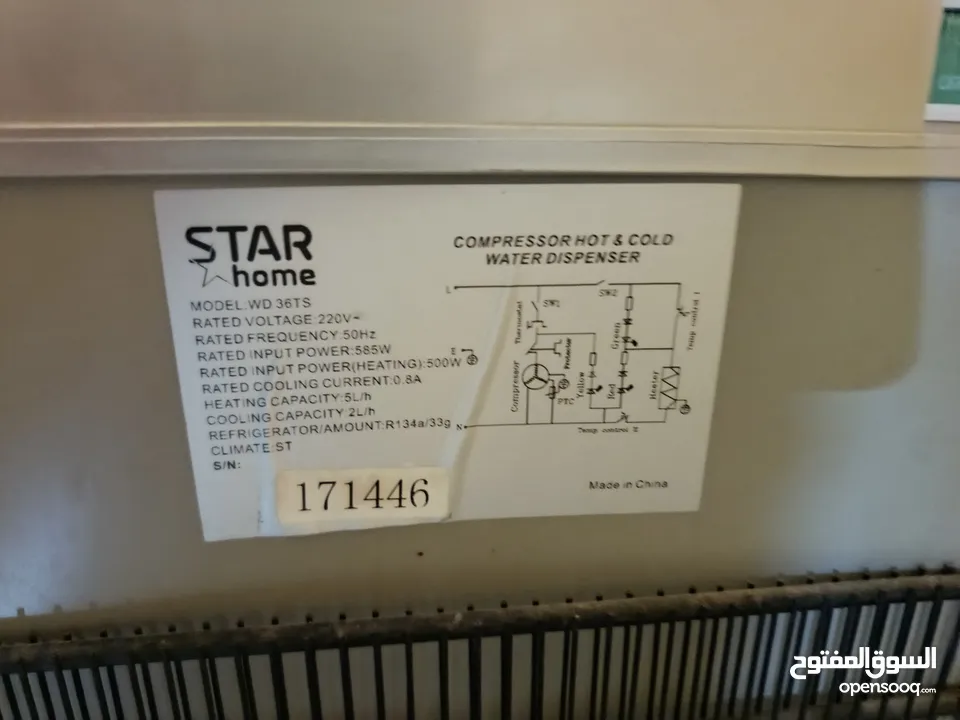 STAR
home
MODEL.WD 36TS
RATED VOLTAGE:220V~
RATED FREQUENCY:50Hz
RATED INPUT POWER:585W
RATED INPUT POWER(HEATING):500W
RATED COOLING CURRENT:0.8A
HEATING CAPACITY:5L/h
COOLING CAPACITY 2L/h
REFRIGERATOR/AMOUNT:R134a/33g
CLIMATE:ST
S/N:
171446
COMPRESSOR HOT & COLD
WATER DISPENSER
L
SW1
SW2
Thermostat
Green
Temp control I
E
Protector
Compressor
PTC
Yellow
Red
Heater
N
Temp control II
Made in China
السوق المفتوح
opensooq.com